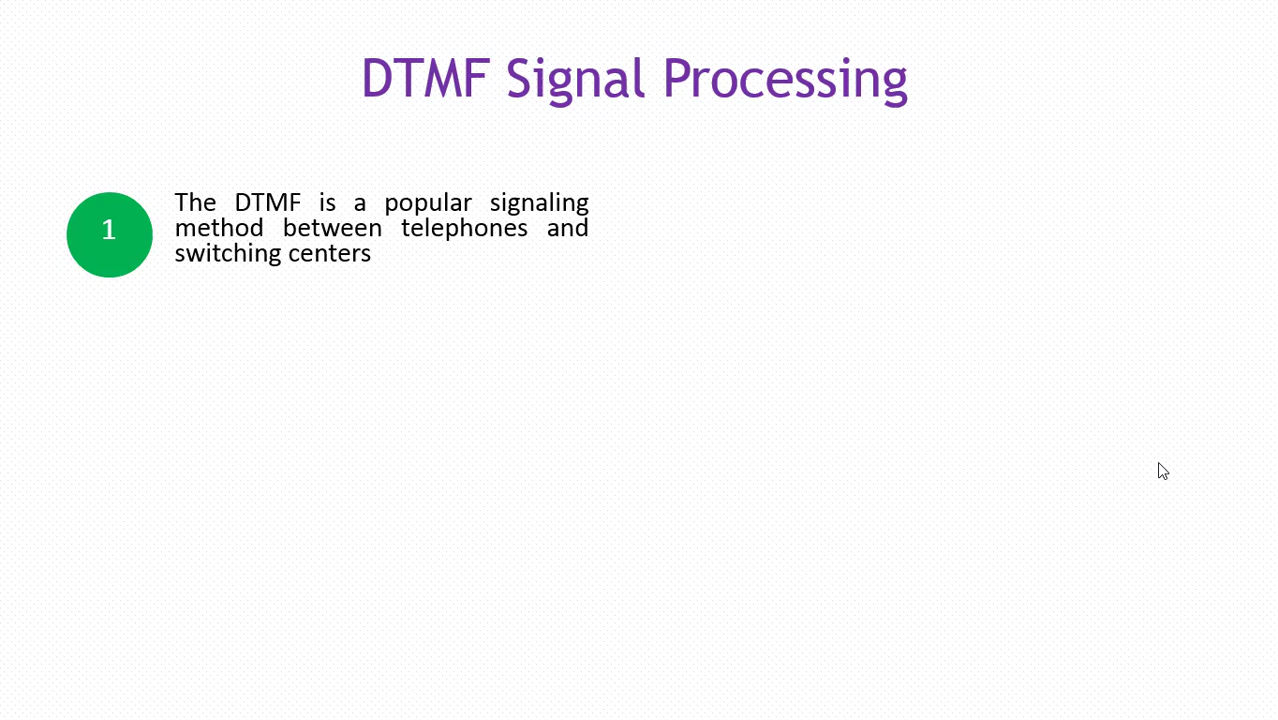 DTMF Signal Processing
1
The DTMF is a popular signaling
method between telephones and
switching centers